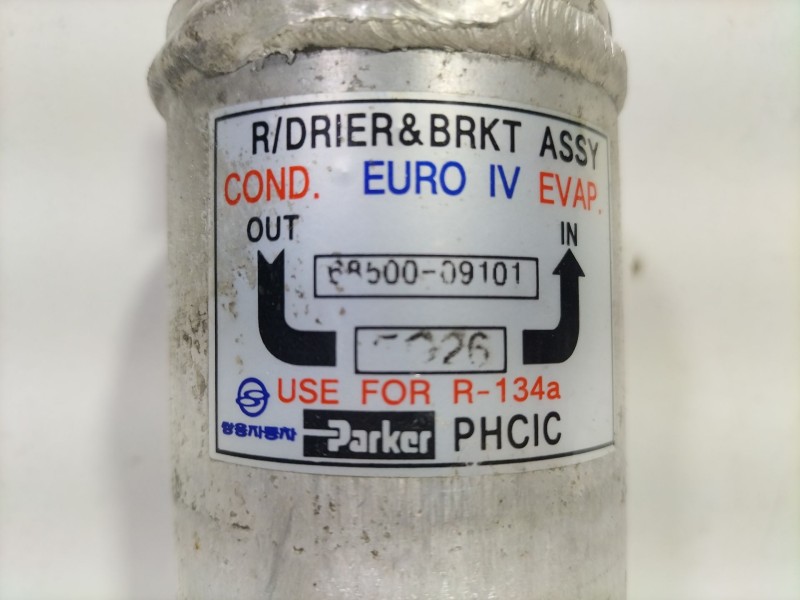 R/DRIER&BRKT ASSY
COND. EURO IV EVAP.
OUT IN
68500-09101
USE FOR R-134a
쌍용자동차 Parker PHCIC